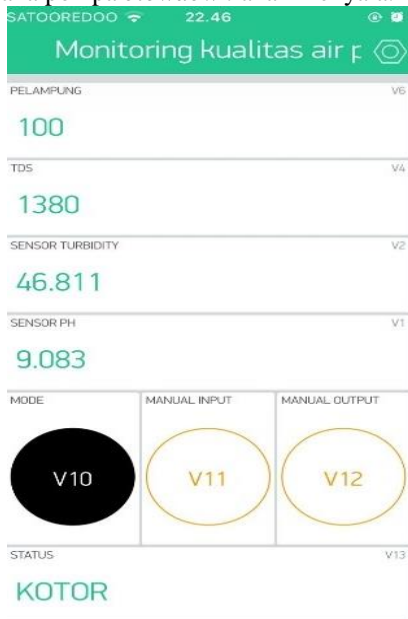 SATOOREDOO 22.46
Monitoring kualitas air p
PELAMPUNG V6
100
TDS V4
1380
SENSOR TURBIDITY V2
46.811
SENSOR PH V1
9.083
MODE MANUAL INPUT MANUAL OUTPUT
V10 V11 V12
STATUS V13
KOTOR